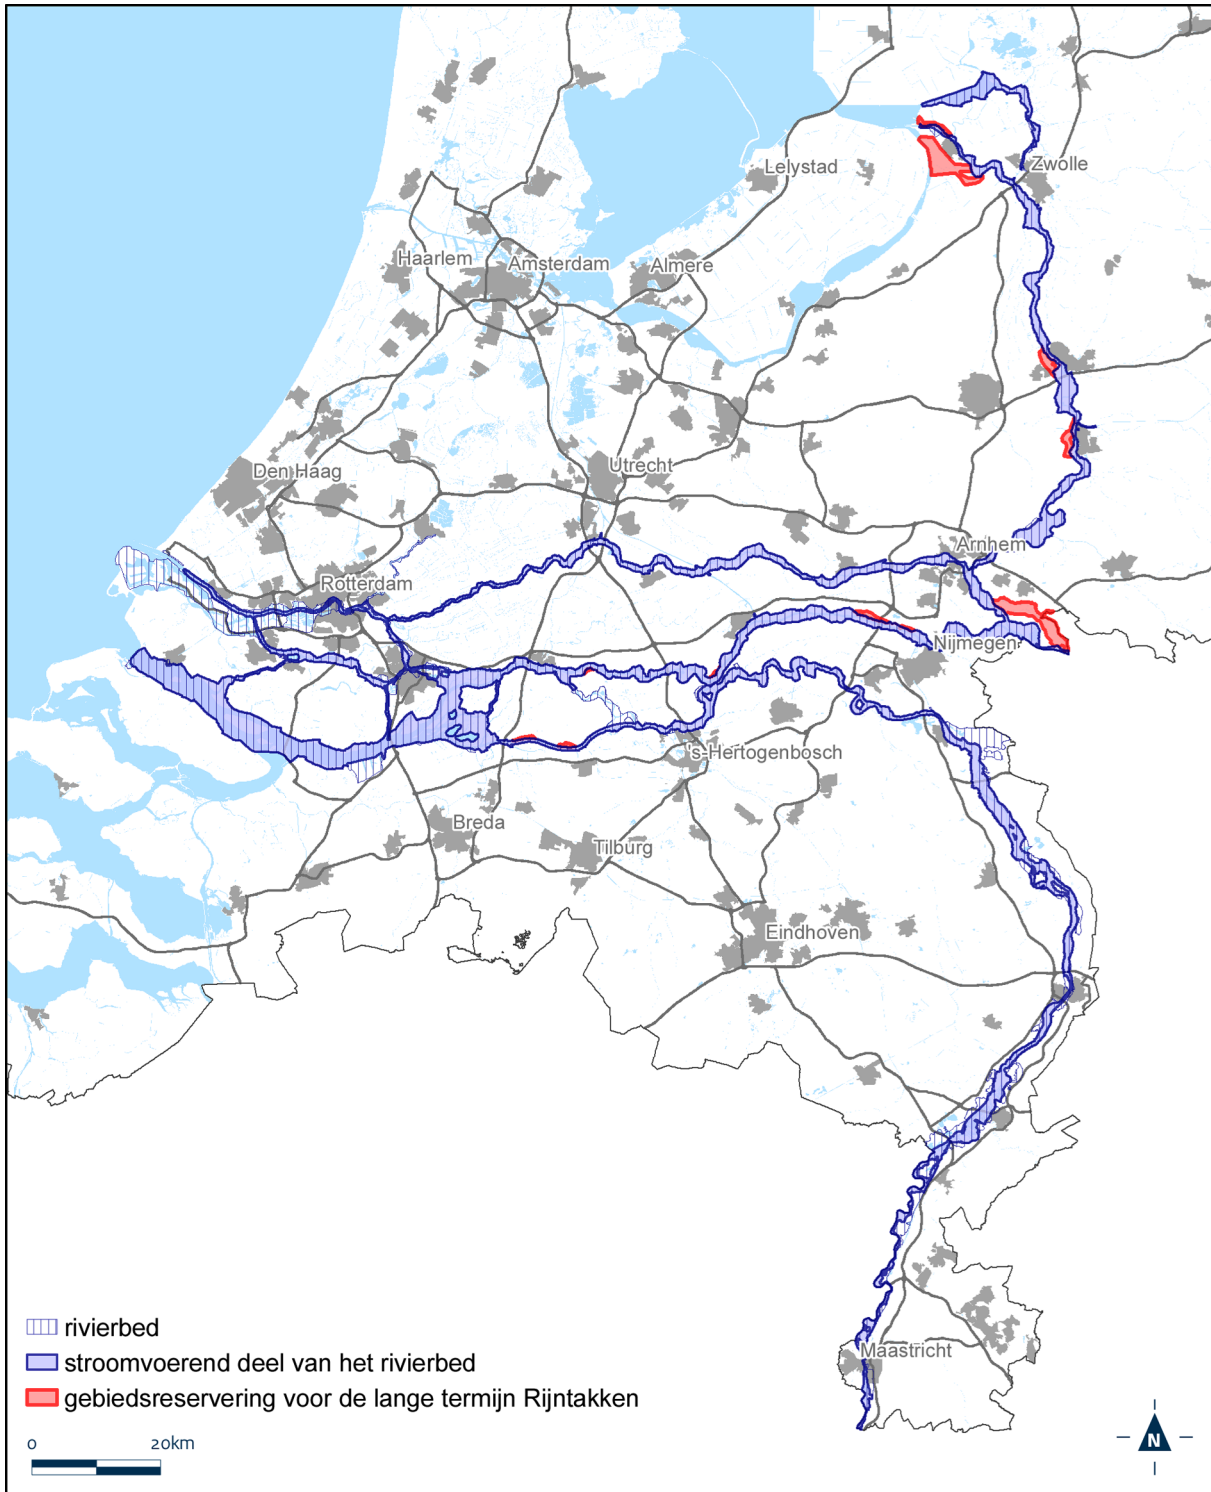 Zwolle
Lelystad
Haarlem
Amsterdam
Almere
Utrecht
Den Haag
Arnhem
Rotterdam
Nijmegen
's-Hertogenbosch
Breda
Tilburg
Eindhoven
Maastricht
rivierbed
stroomvoerend deel van het rivierbed
gebiedsreservering voor de lange termijn Rijntakken
0 20km
N